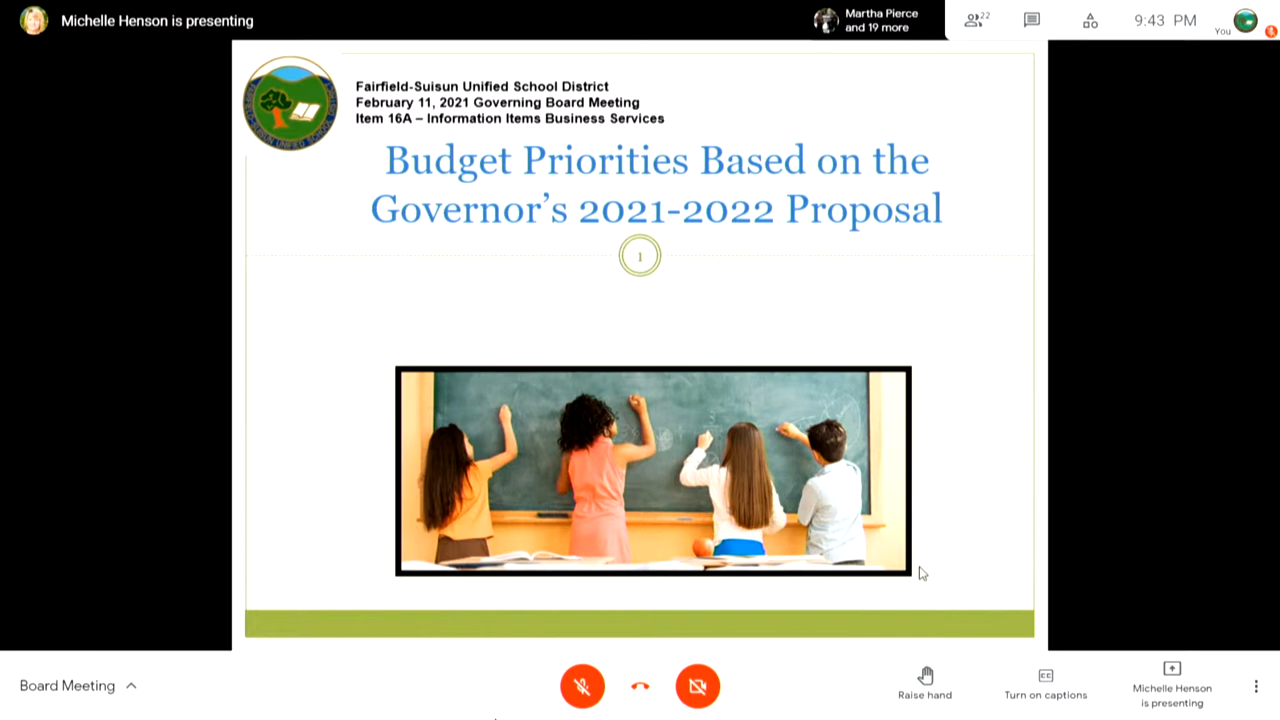 Michelle Henson is presenting
Martha Pierce
and 19 more
22
9:43 PM
You
Fairfield-Suisun Unified School District
February 11, 2021 Governing Board Meeting
Item 16A – Information Items Business Services
Budget Priorities Based on the
Governor’s 2021-2022 Proposal
1
Board Meeting
Raise hand
CC
Turn on captions
Michelle Henson
is presenting